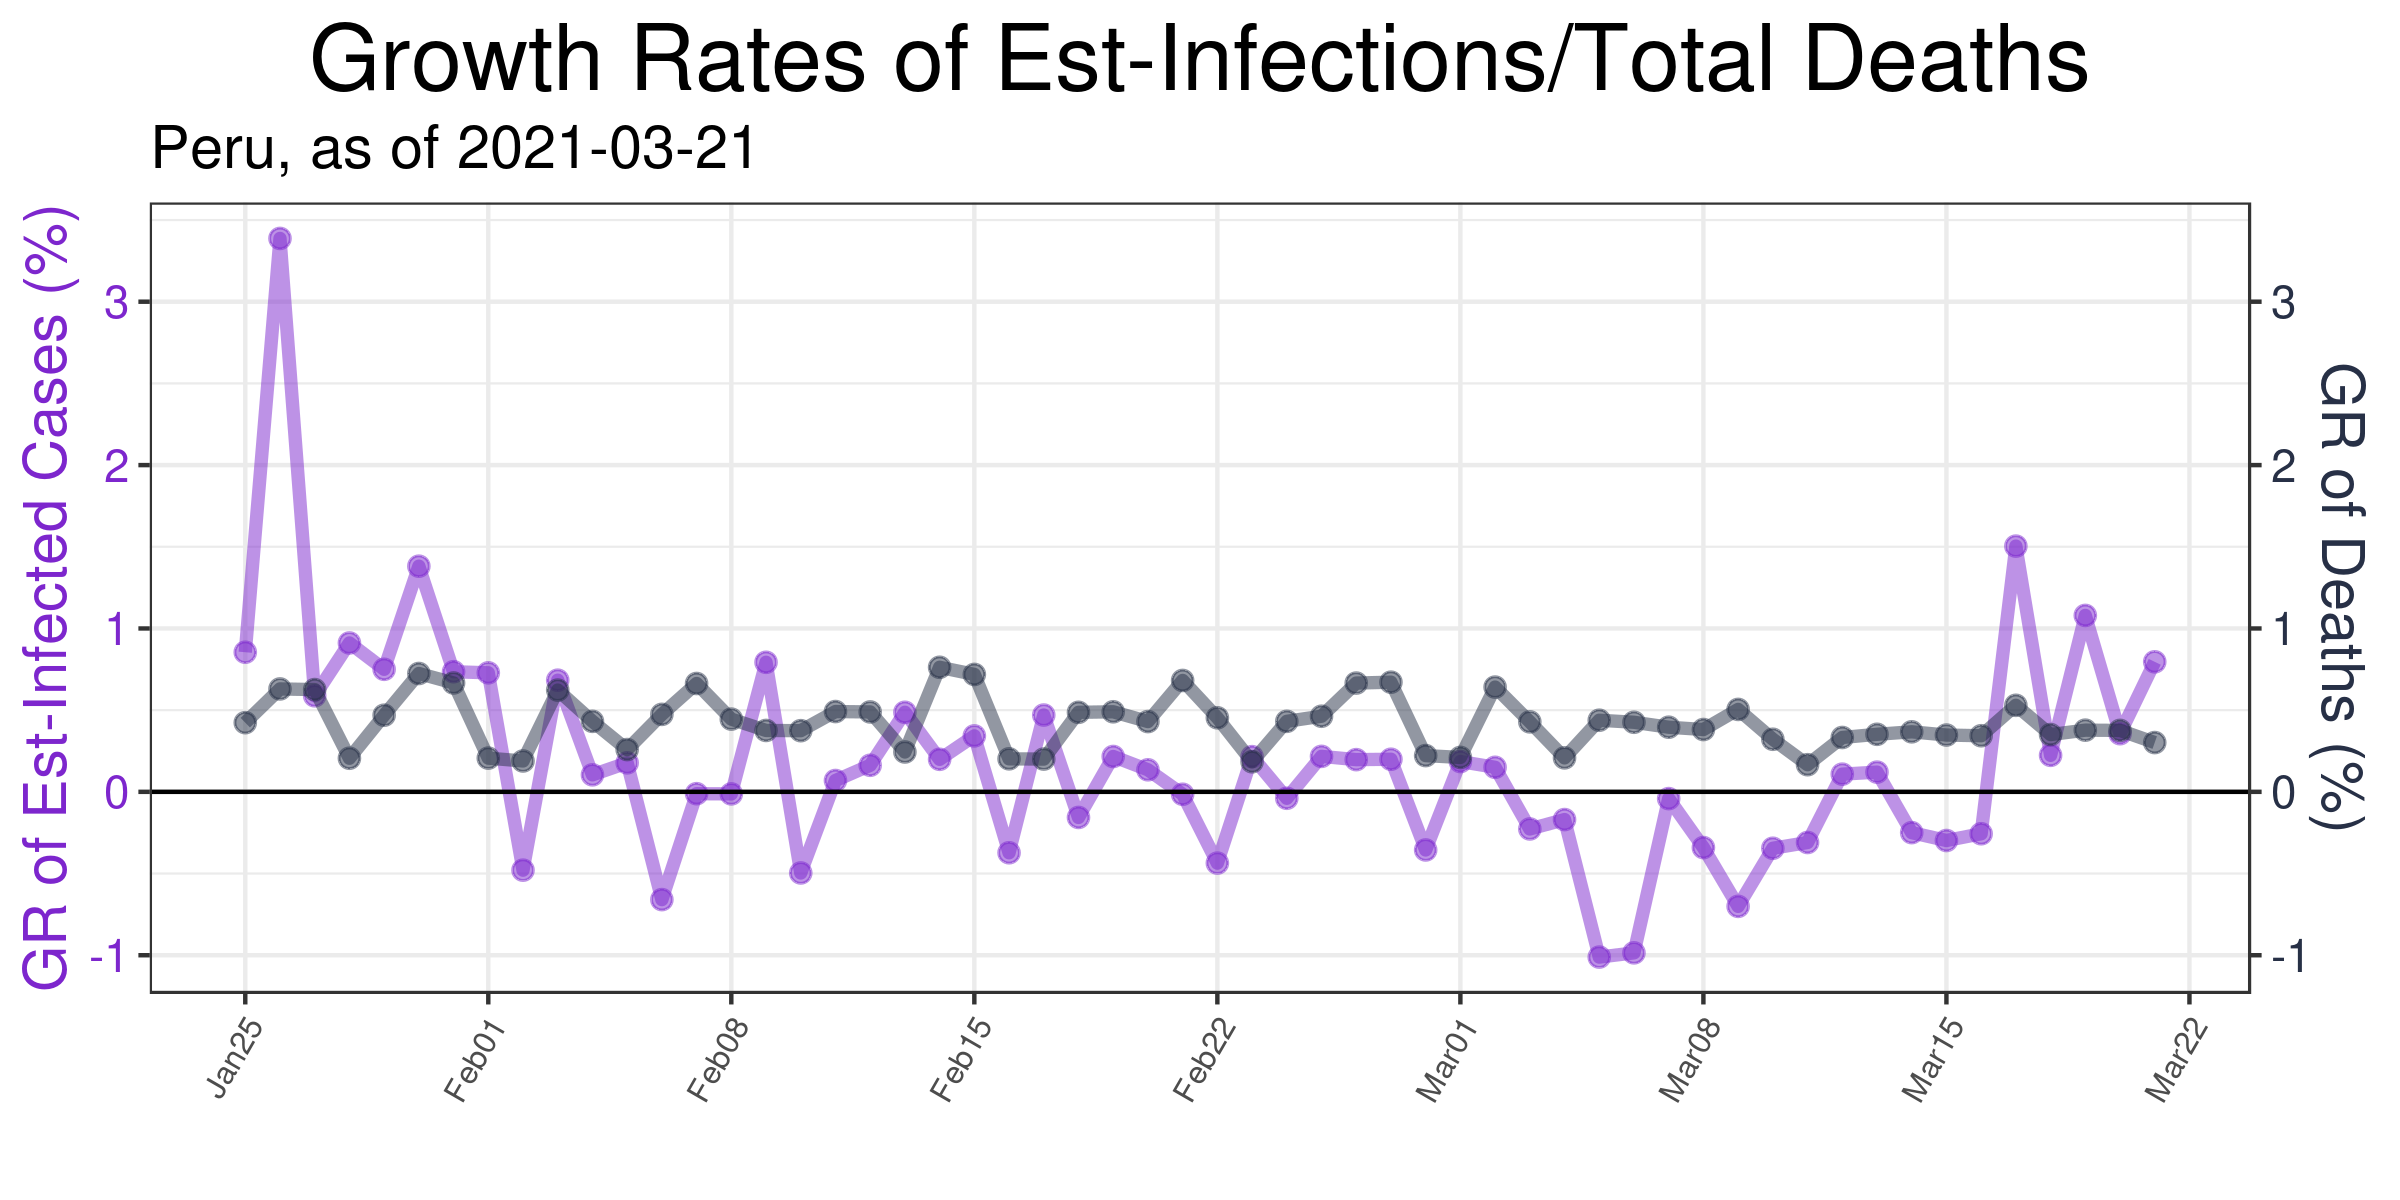 Growth Rates of Est-Infections/Total Deaths
Peru, as of 2021-03-21
GR of Est-Infected Cases (%)
3
2
1
0
-1
3
2
1
0
-1
GR of Deaths (%)
Jan25
Feb01
Feb08
Feb15
Feb22
Mar01
Mar08
Mar15
Mar22